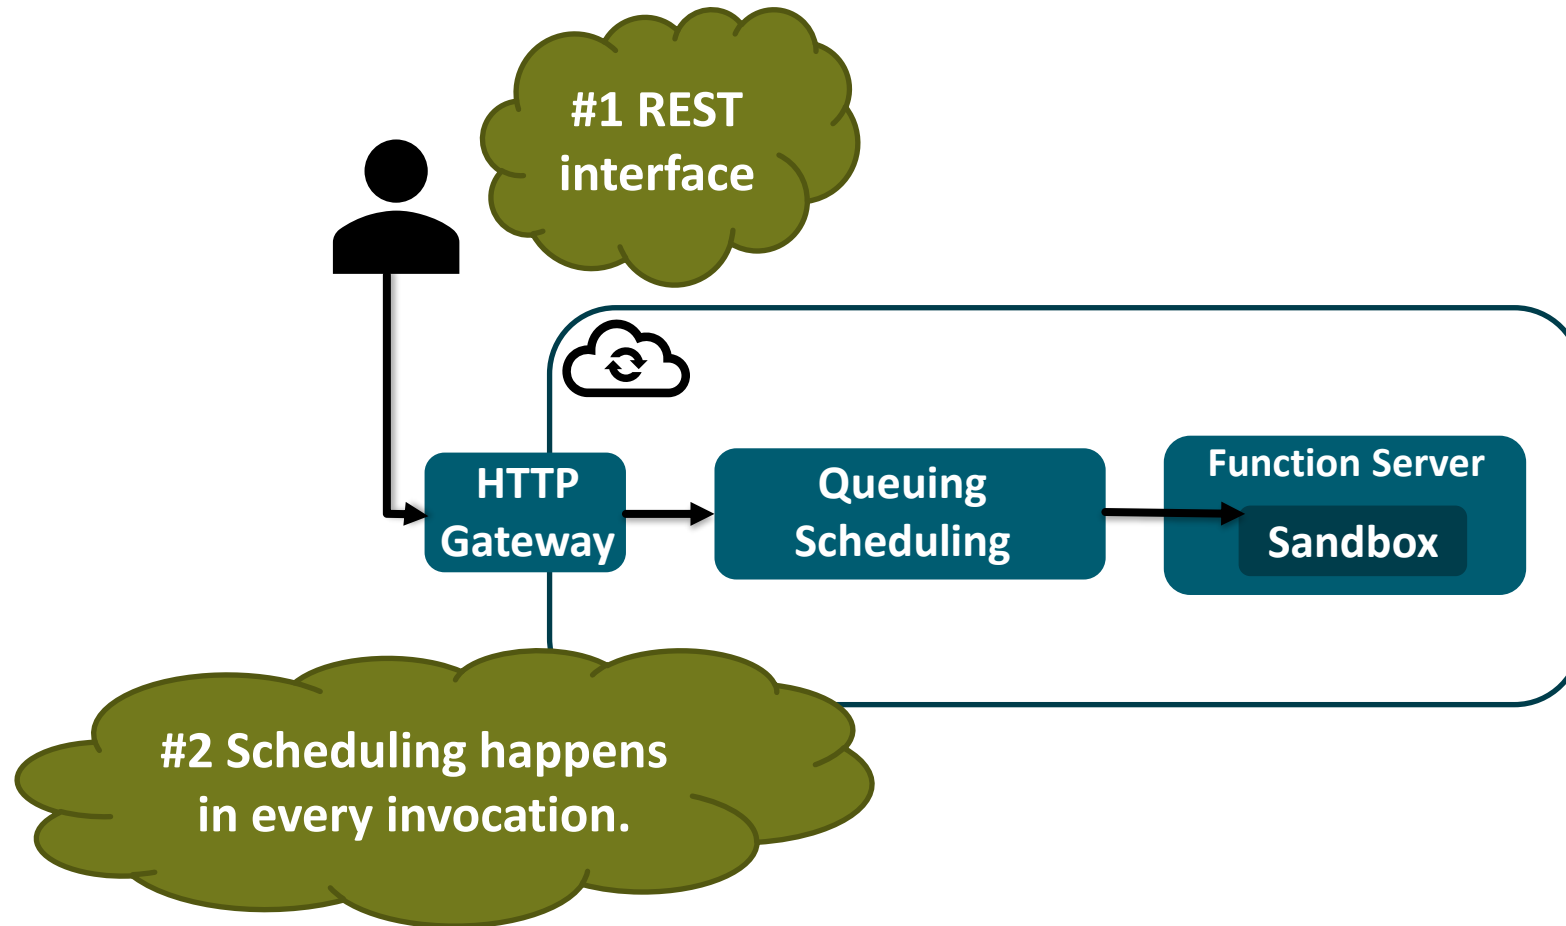 #1 REST
interface
HTTP
Gateway
Queuing
Scheduling
Function Server
Sandbox
#2 Scheduling happens
in every invocation.